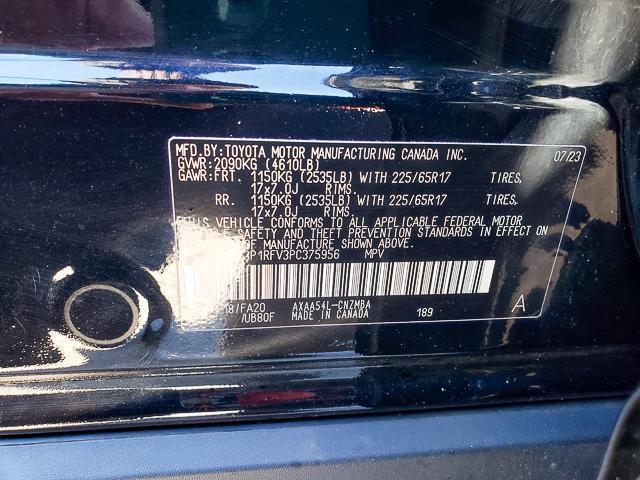 MFD.BY:TOYOTA MOTOR MANUFACTURING CANADA INC. 07/23
GVWR:2090KG (4610LB)
GAWR:FRT. 1150KG (2535LB) WITH 225/65R17 TIRES,
17x7.0J RIMS,
RR. 1150KG (2535LB) WITH 225/65R17 TIRES,
17x7.0J RIMS,
THIS VEHICLE CONFORMS TO ALL APPLICABLE FEDERAL MOTOR
SAFETY AND THEFT PREVENTION STANDARDS IN EFFECT ON
OF MANUFACTURE SHOWN ABOVE.
3P1RFV3PC375956 MPV
18/FA20 AXAA54L-CNZMBA
/UB80F MADE IN CANADA 189 A